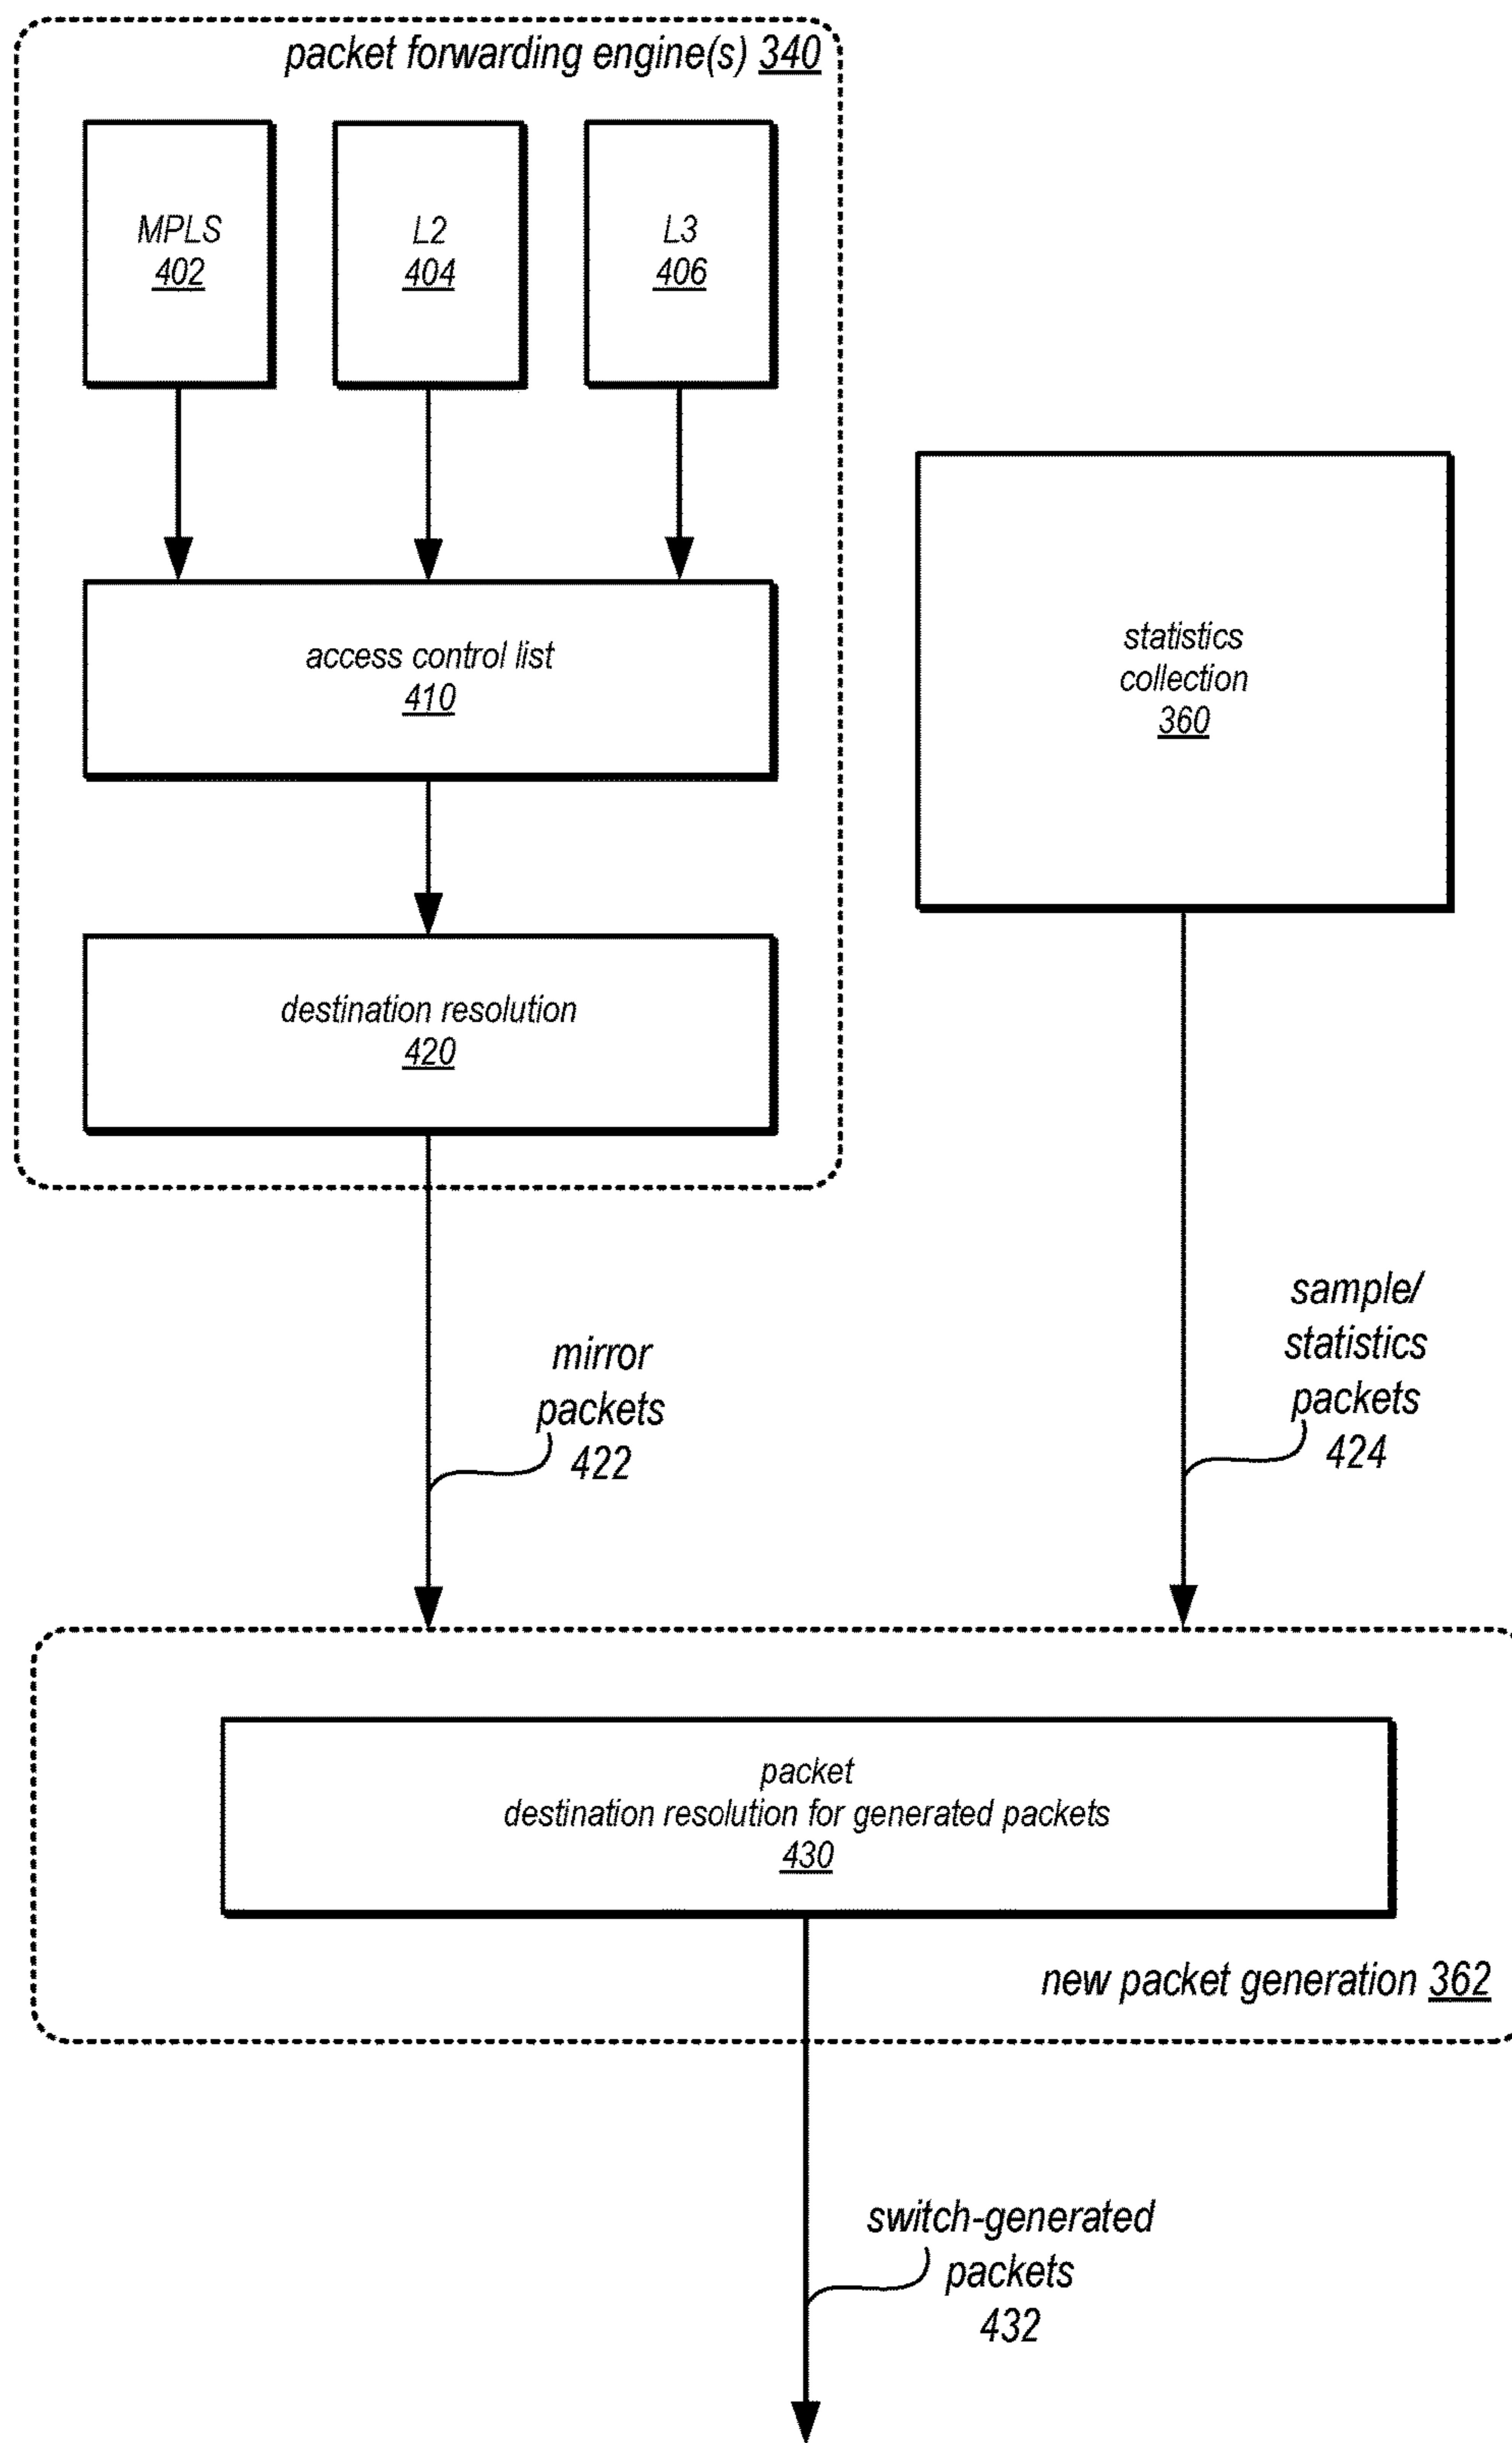 packet forwarding engine(s) 340
MPLS
402
L2
404
L3
406
access control list
410
statistics
collection
360
destination resolution
420
mirror
packets
422
sample/
statistics
packets
424
packet
destination resolution for generated packets
430
new packet generation 362
switch-generated
packets
432